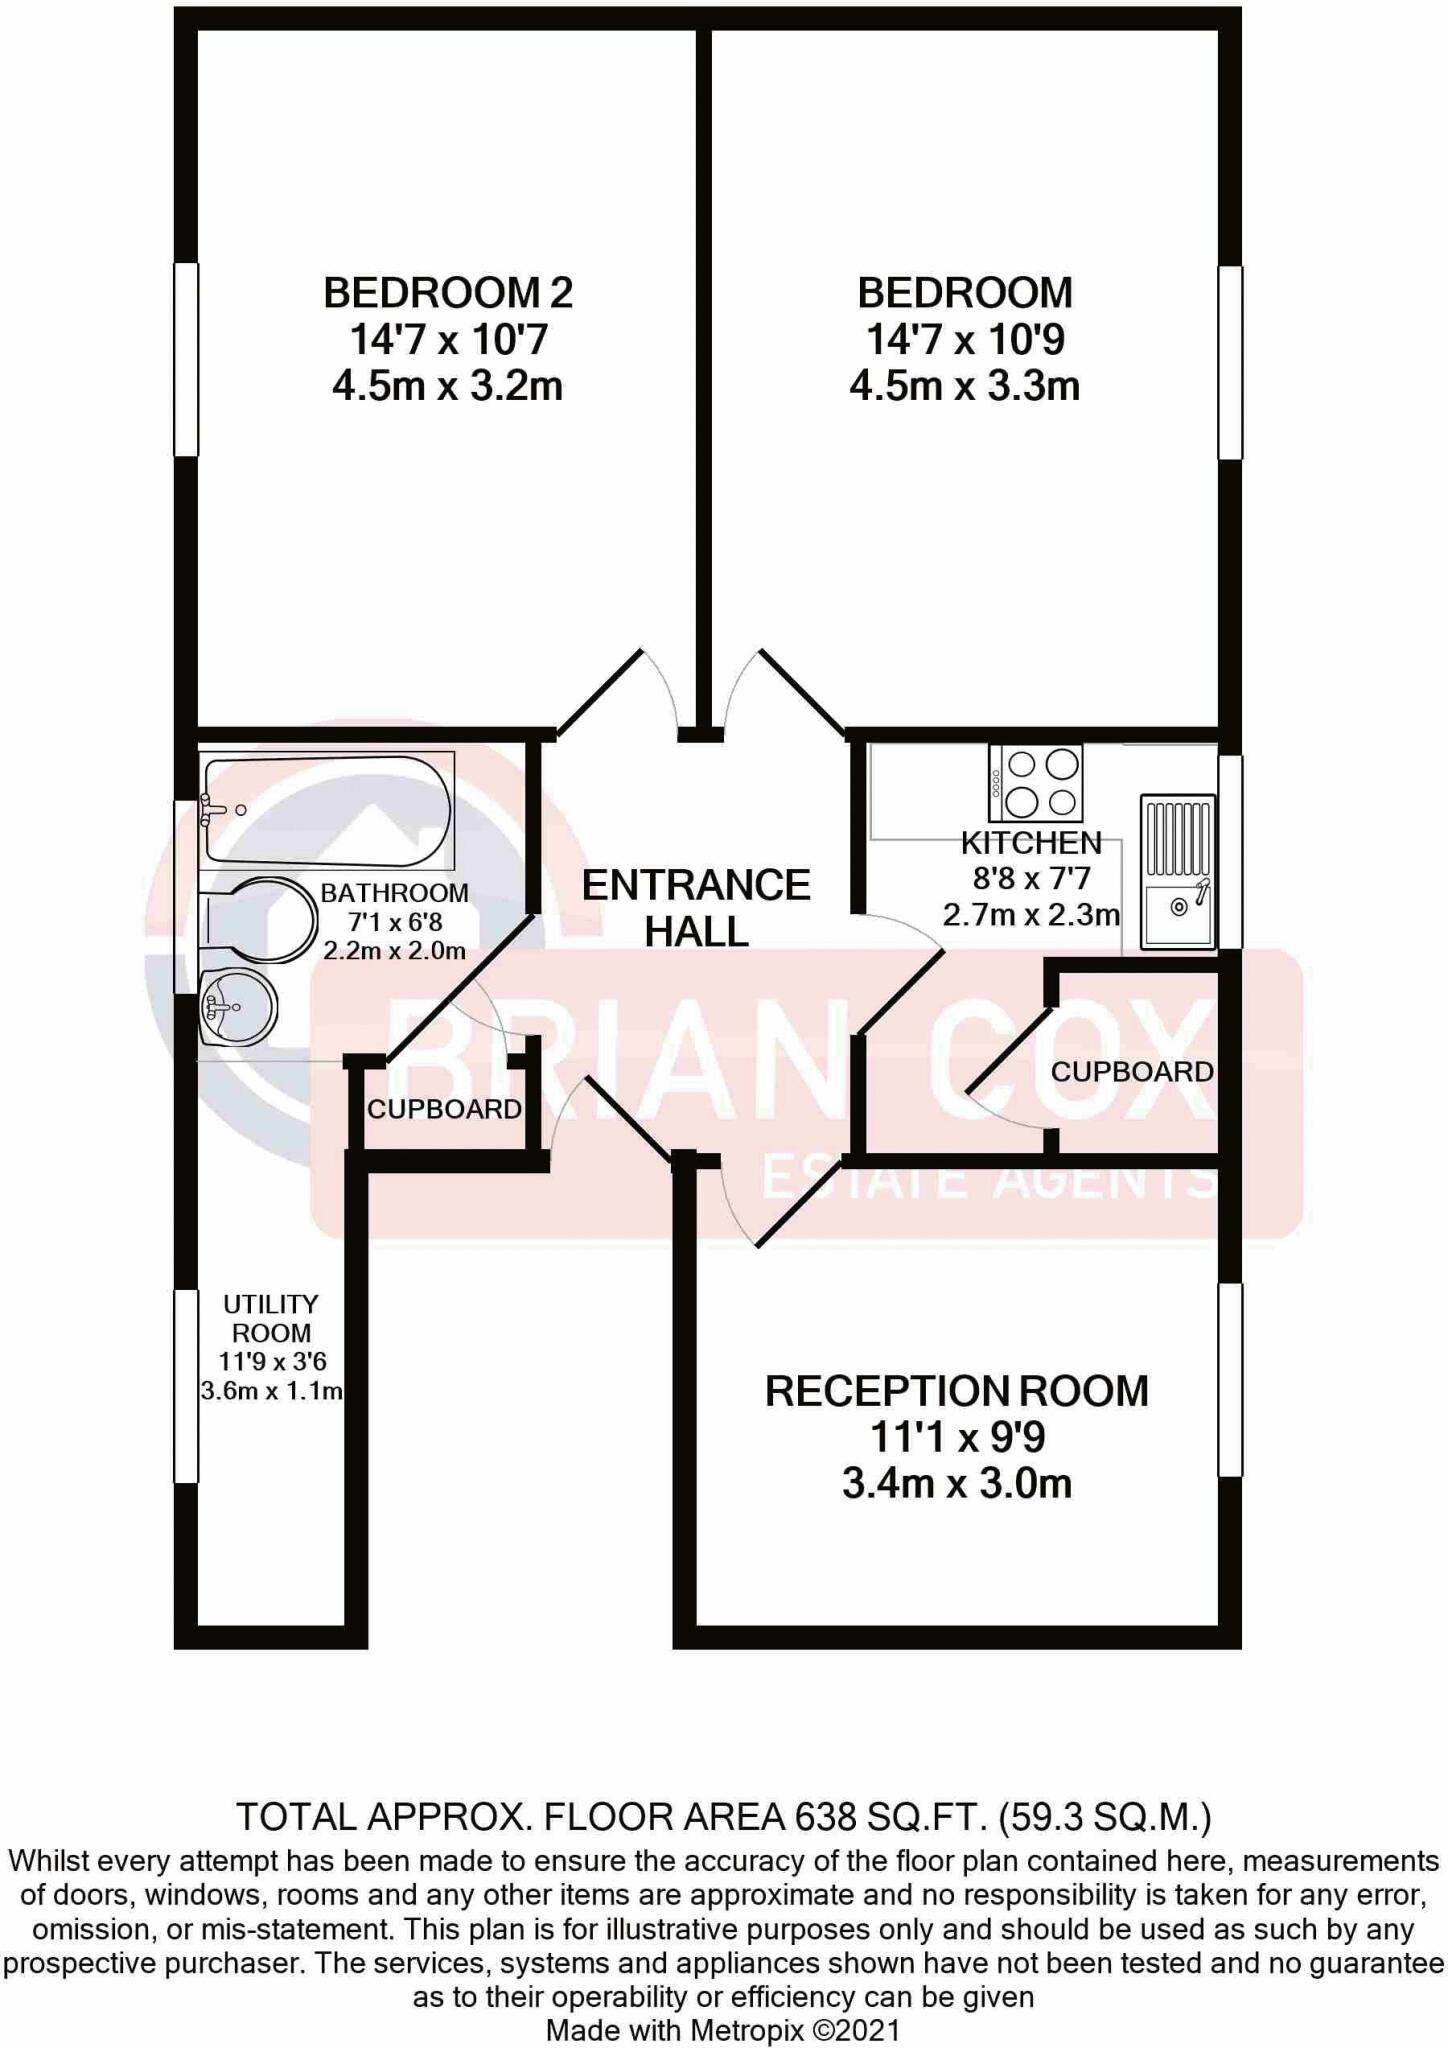 BEDROOM 2
14'7 x 10'7
4.5m x 3.2m
BEDROOM
14'7 x 10'9
4.5m x 3.3m
BATHROOM
7'1 x 6'8
2.2m x 2.0m
ENTRANCE
HALL
KITCHEN
8'8 x 7'7
2.7m x 2.3m
BRIAN COX
ESTATE AGENTS
CUPBOARD
CUPBOARD
UTILITY
ROOM
11'9 x 3'6
3.6m x 1.1m
RECEPTION ROOM
11'1 x 9'9
3.4m x 3.0m
TOTAL APPROX. FLOOR AREA 638 SQ.FT. (59.3 SQ.M.)
Whilst every attempt has been made to ensure the accuracy of the floor plan contained here, measurements
of doors, windows, rooms and any other items are approximate and no responsibility is taken for any error,
omission, or mis-statement. This plan is for illustrative purposes only and should be used as such by any
prospective purchaser. The services, systems and appliances shown have not been tested and no guarantee
as to their operability or efficiency can be given
Made with Metropix ©2021